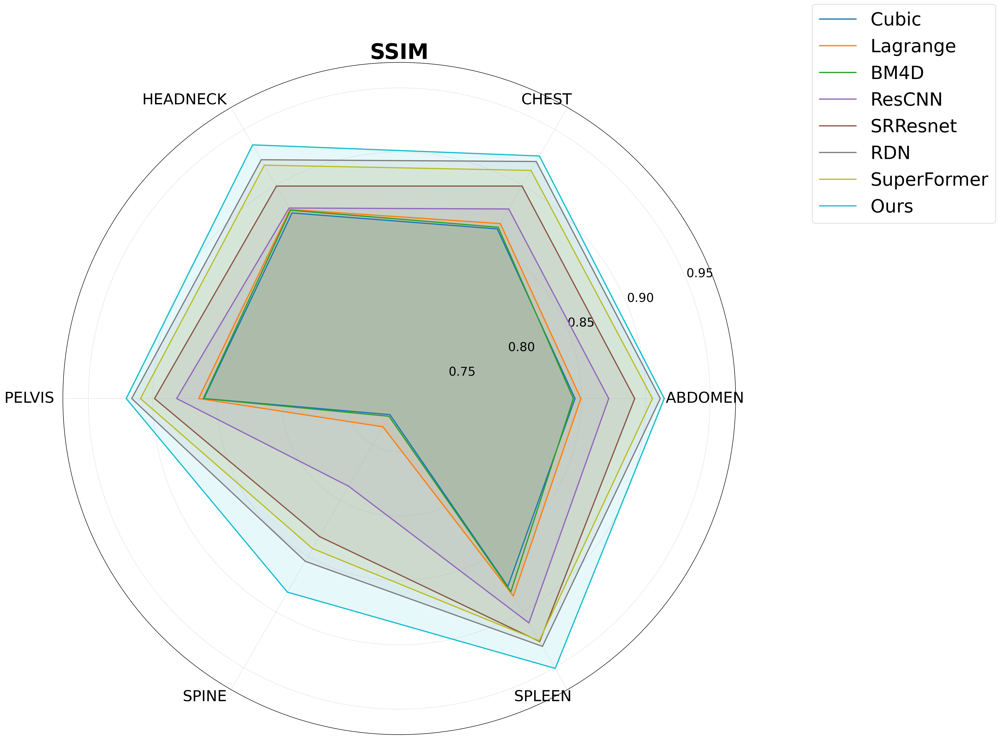 SSIM
HEADNECK
CHEST
PELVIS
ABDOMEN
SPINE
SPLEEN
0.95
0.90
0.85
0.80
0.75
Cubic
Lagrange
BM4D
ResCNN
SRResnet
RDN
SuperFormer
Ours